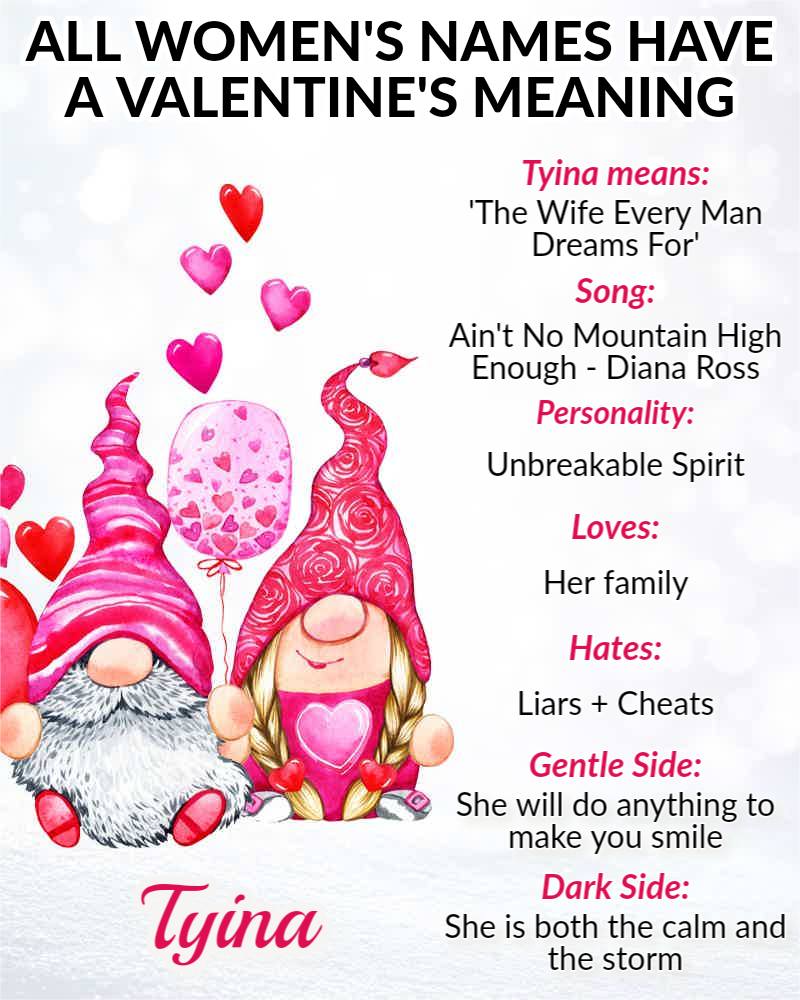 ALL WOMEN'S NAMES HAVE
A VALENTINE'S MEANING
Tyina means:
'The Wife Every Man
Dreams For'
Song:
Ain't No Mountain High
Enough - Diana Ross
Personality:
Unbreakable Spirit
Loves:
Her family
Hates:
Liars + Cheats
Gentle Side:
She will do anything to
make you smile
Dark Side:
She is both the calm and
the storm
Tyina